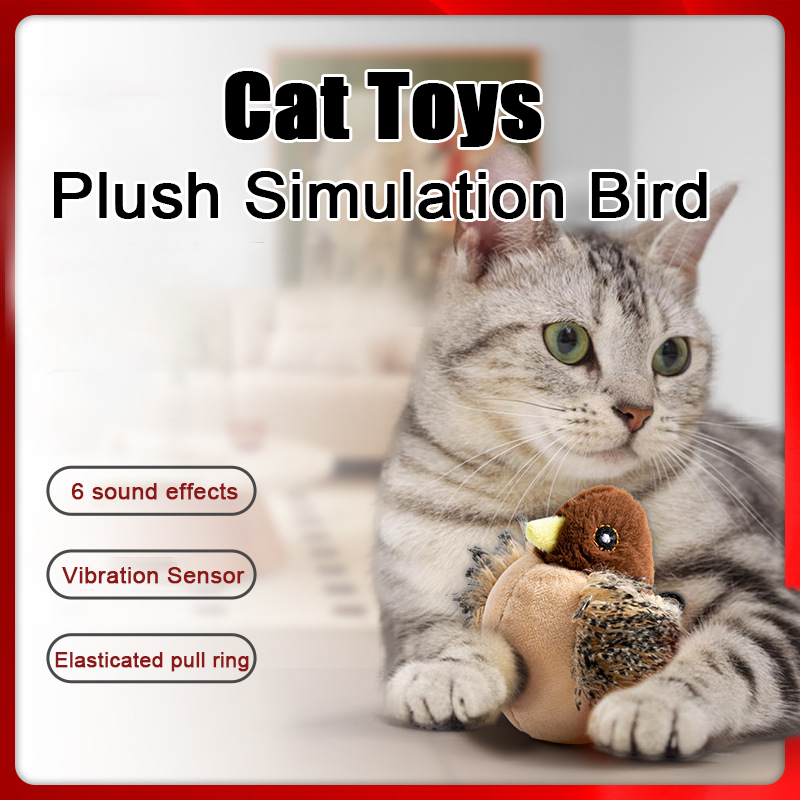 Cat Toys
Plush Simulation Bird
6 sound effects
Vibration Sensor
Elasticated pull ring